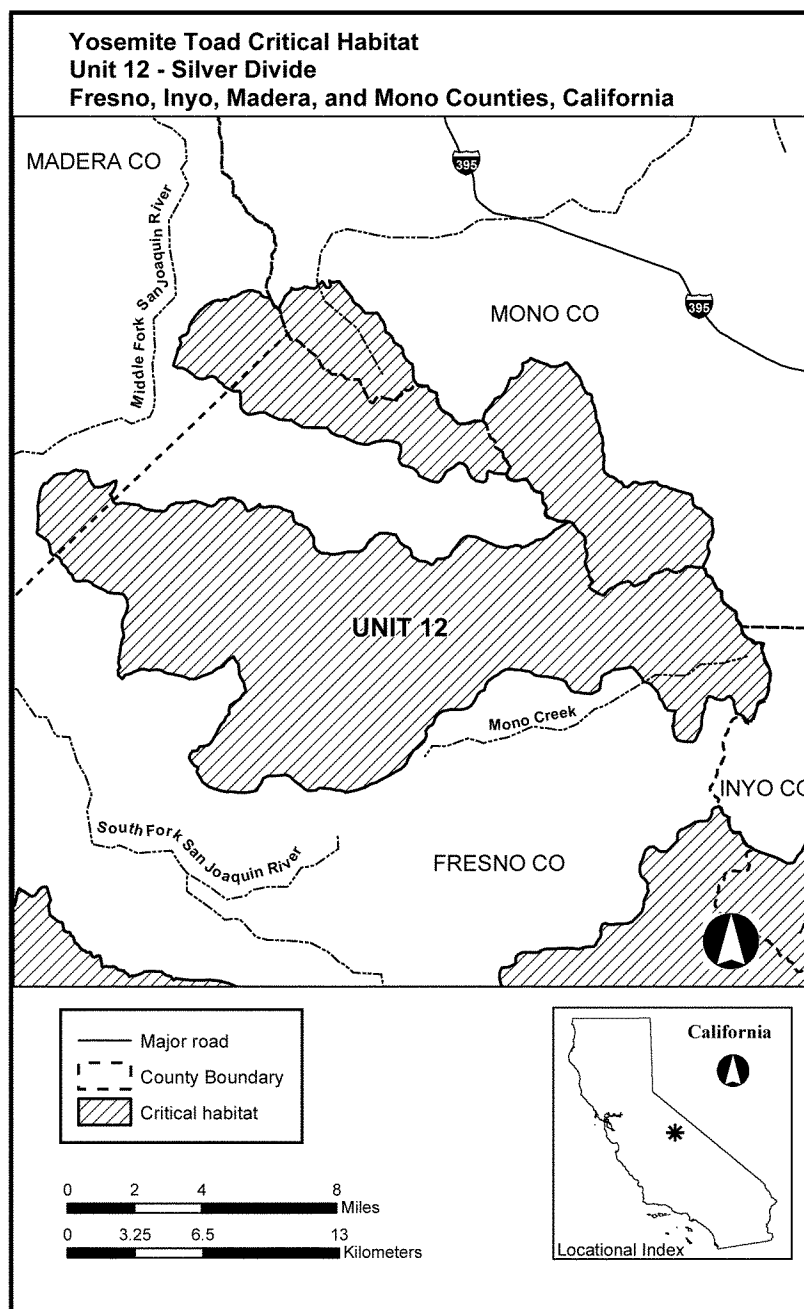 Yosemite Toad Critical Habitat
Unit 12 - Silver Divide
Fresno, Inyo, Madera, and Mono Counties, California
MADERA CO
395
Middle Fork San Joaquin River
MONO CO
395
UNIT 12
Mono Creek
INYO CO
South Fork San Joaquin River
FRESNO CO
Major road
County Boundary
Critical habitat
California
0 2 4 8
Miles
0 3.25 6.5 13
Kilometers
Locational Index